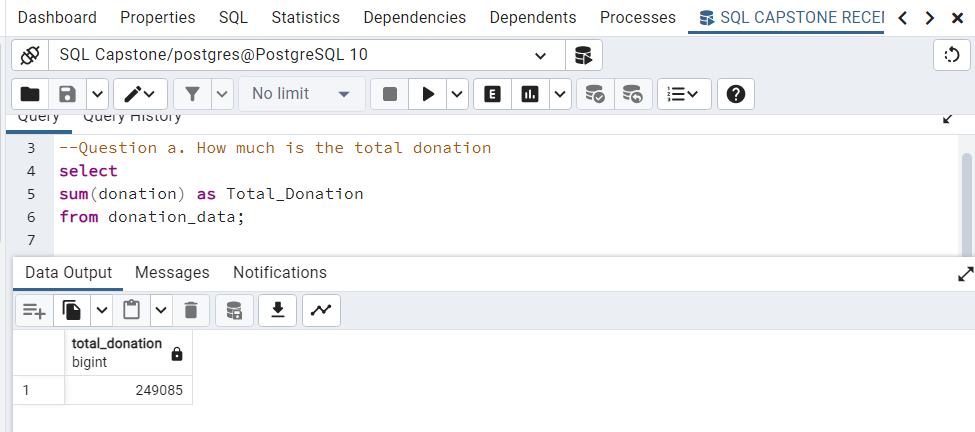 Dashboard Properties SQL Statistics Dependencies Dependents Processes SQL CAPSTONE RECEI
SQL Capstone/postgres@PostgreSQL 10
No limit
E
Query Query History
3 --Question a. How much is the total donation
4 select
5 sum(donation) as Total_Donation
6 from donation_data;
7
Data Output Messages Notifications
total_donation
bigint
1 249085